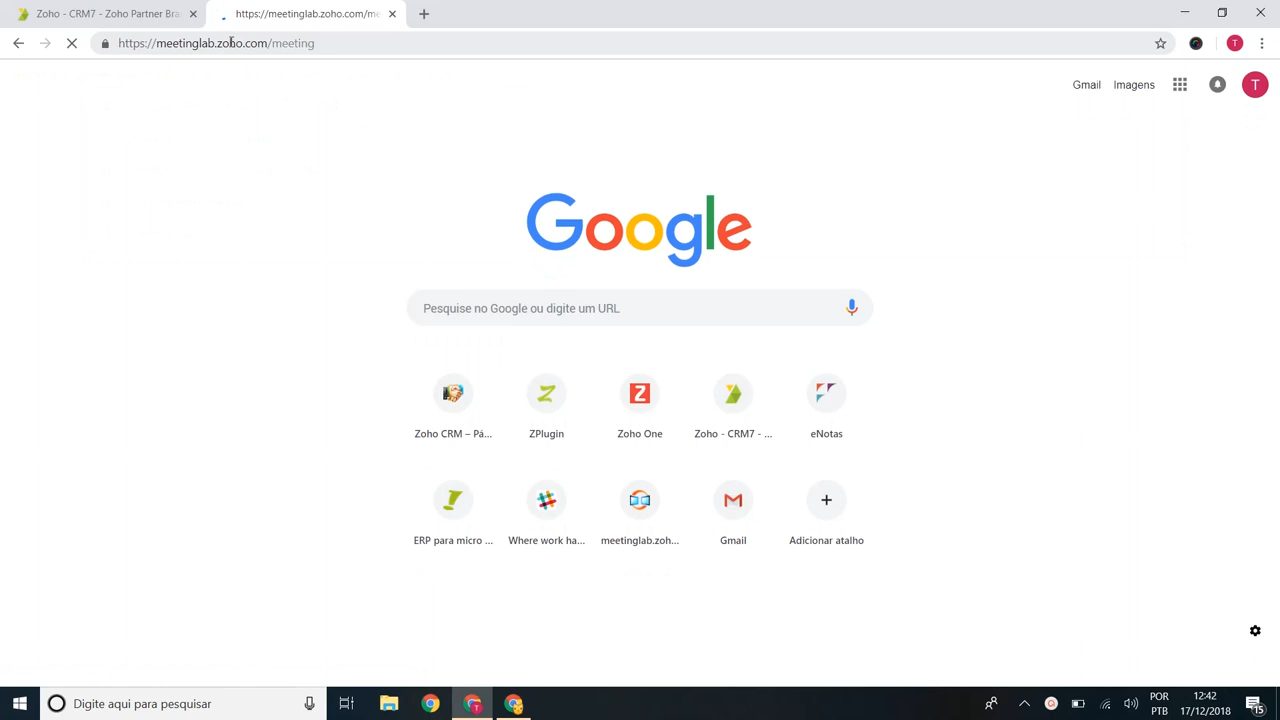 Zoho - CRM7 - Zoho Partner Bra
https://meetinglab.zoho.com/me
https://meetinglab.zoho.com/meeting
T
Gmail
Imagens
T
Google
Pesquise no Google ou digite um URL
Zoho CRM – Pá...
ZPlugin
Zoho One
Zoho - CRM7 - ...
eNotas
ERP para micro ...
Where work ha...
meetinglab.zoh...
Gmail
Adicionar atalho
Digite aqui para pesquisar
POR
PTB
12:42
17/12/2018
15